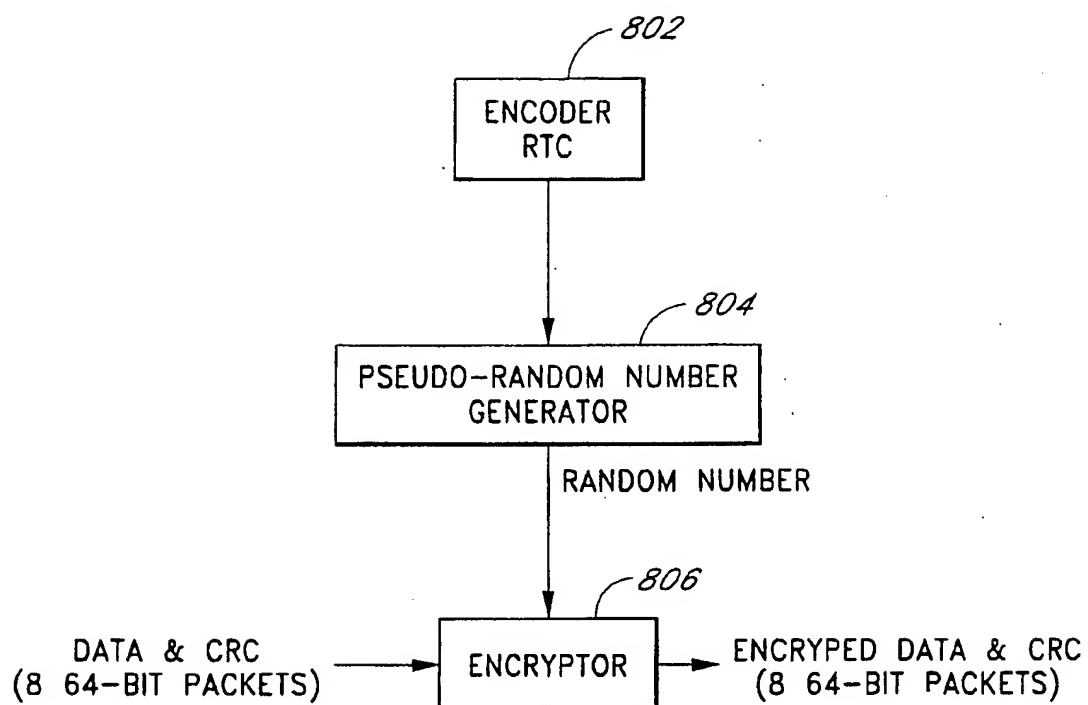 802
ENCODER
RTC
804
PSEUDO-RANDOM NUMBER
GENERATOR
RANDOM NUMBER
806
DATA & CRC
(8 64-BIT PACKETS)
ENCRYPTOR
ENCRYPED DATA & CRC
(8 64-BIT PACKETS)